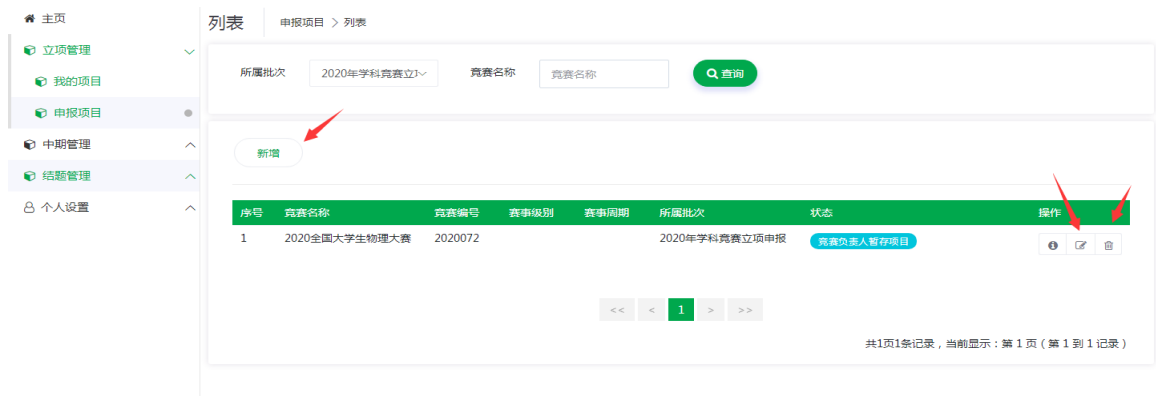 主页
列表
申报项目 > 列表
立项管理
我的项目
申报项目
中期管理
结题管理
个人设置
所属批次
2020年学科竞赛立
竞赛名称
竞赛名称
查询
新增
序号 竞赛名称 竞赛编号 赛事级别 赛事周期 所属批次 状态 操作
1 2020全国大学生物理大赛 2020072 2020年学科竞赛立项申报 竞赛负责人暂存项目
<< < 1 > >>
共1页1条记录，当前显示：第 1 页 ( 第 1 到 1 记录 )